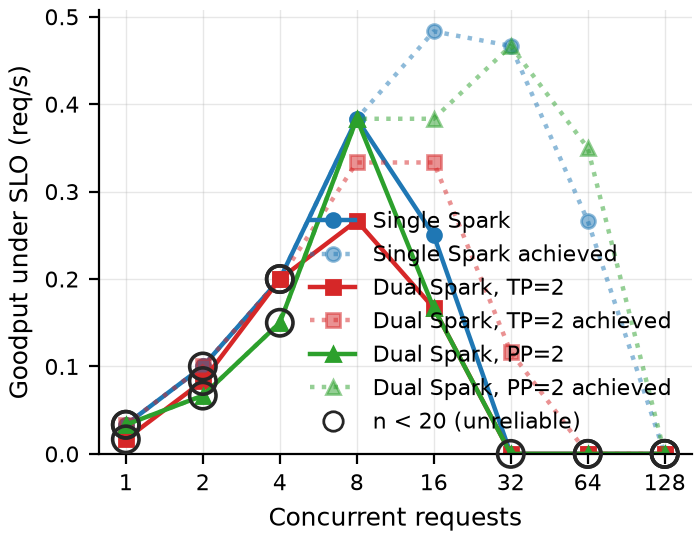 Goodput under SLO (req/s)
0.5
0.4
0.3
0.2
0.1
0.0
Single Spark
Single Spark achieved
Dual Spark, TP=2
Dual Spark, TP=2 achieved
Dual Spark, PP=2
Dual Spark, PP=2 achieved
n < 20 (unreliable)
1 2 4 8 16 32 64 128
Concurrent requests